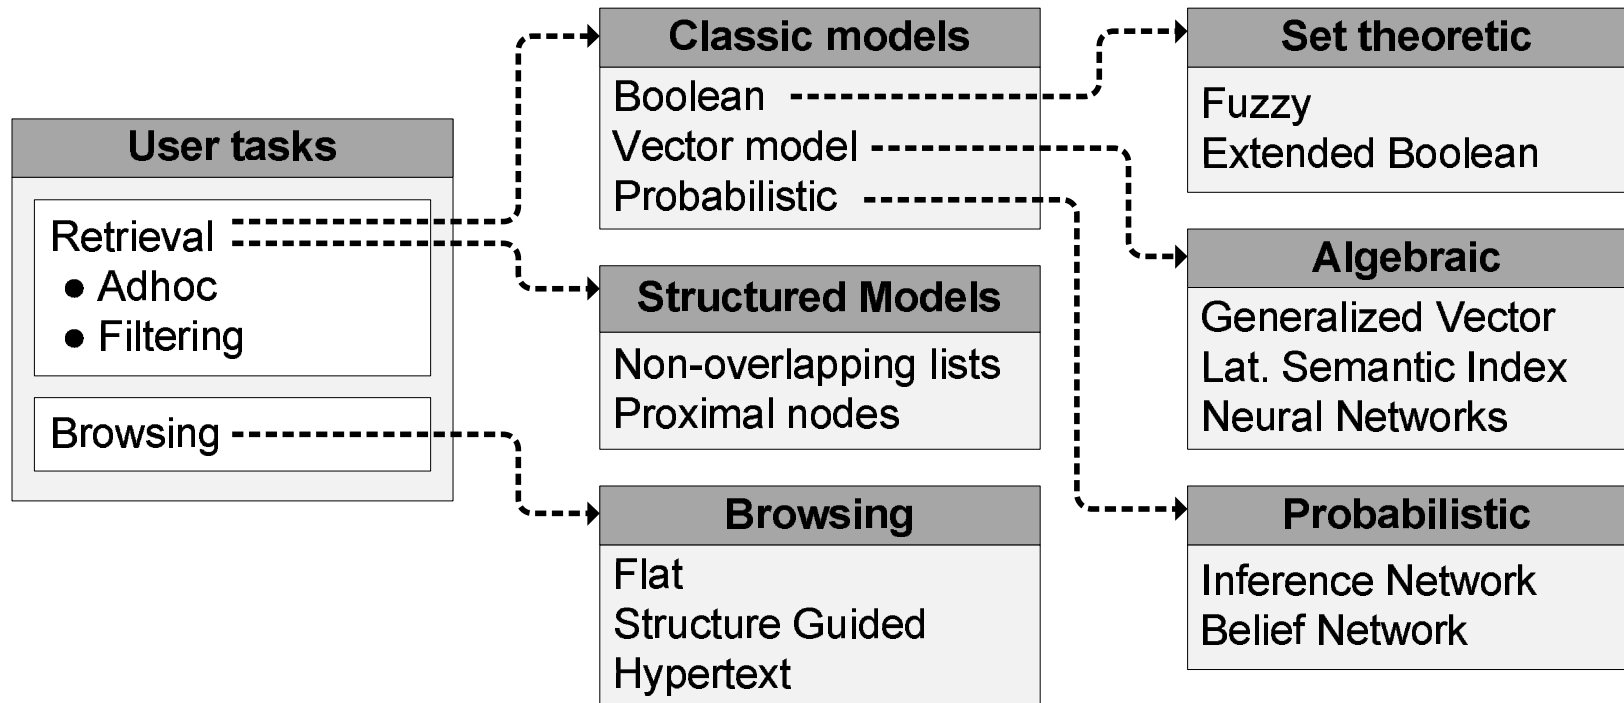 User tasks
Retrieval
● Adhoc
● Filtering
Browsing
Classic models
Boolean
Vector model
Probabilistic
Structured Models
Non-overlapping lists
Proximal nodes
Browsing
Flat
Structure Guided
Hypertext
Set theoretic
Fuzzy
Extended Boolean
Algebraic
Generalized Vector
Lat. Semantic Index
Neural Networks
Probabilistic
Inference Network
Belief Network